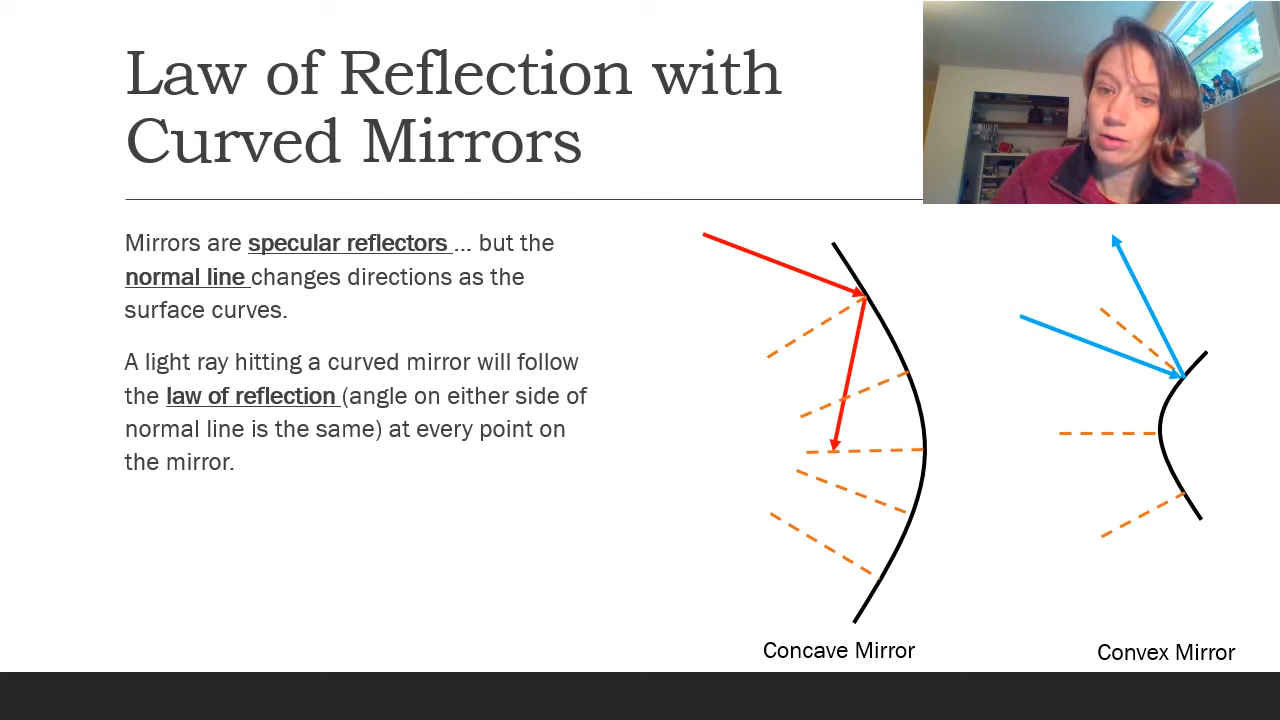 Law of Reflection with
Curved Mirrors
Mirrors are specular reflectors ... but the
normal line changes directions as the
surface curves.
A light ray hitting a curved mirror will follow
the law of reflection (angle on either side of
normal line is the same) at every point on
the mirror.
Concave Mirror
Convex Mirror